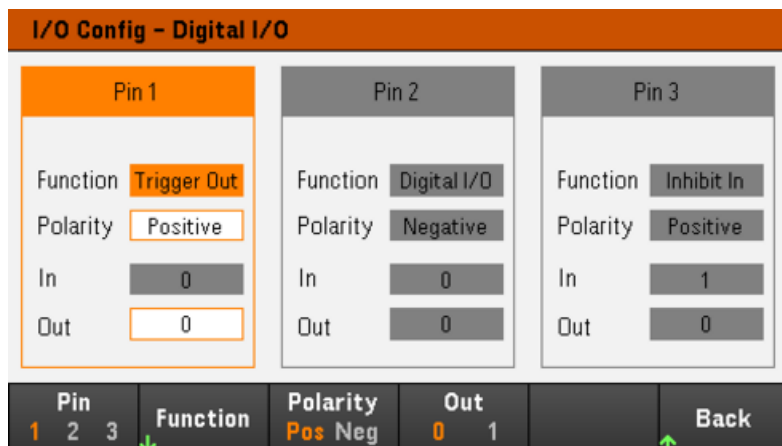 I/O Config - Digital I/O
Pin 1
Function Trigger Out
Polarity Positive
In 0
Out 0
Pin 2
Function Digital I/O
Polarity Negative
In 0
Out 0
Pin 3
Function Inhibit In
Polarity Positive
In 1
Out 0
Pin
1 2 3
Function
Polarity
Pos Neg
Out
0 1
Back